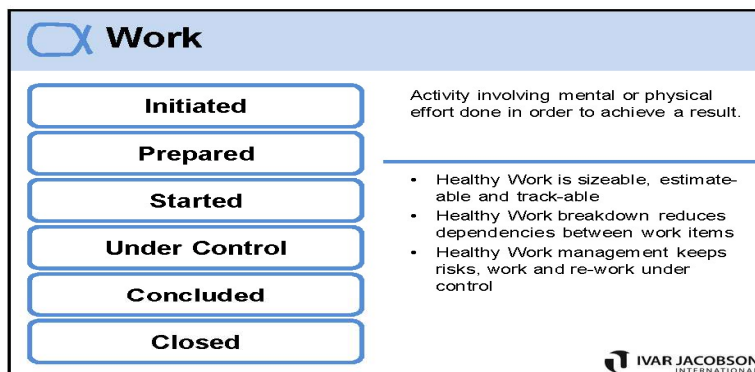 Work
Initiated
Prepared
Started
Under Control
Concluded
Closed
Activity involving mental or physical
effort done in order to achieve a result.
• Healthy Work is sizeable, estimate-
able and track-able
• Healthy Work breakdown reduces
dependencies between work items
• Healthy Work management keeps
risks, work and re-work under
control
IVAR JACOBSON
INTERNATIONAL